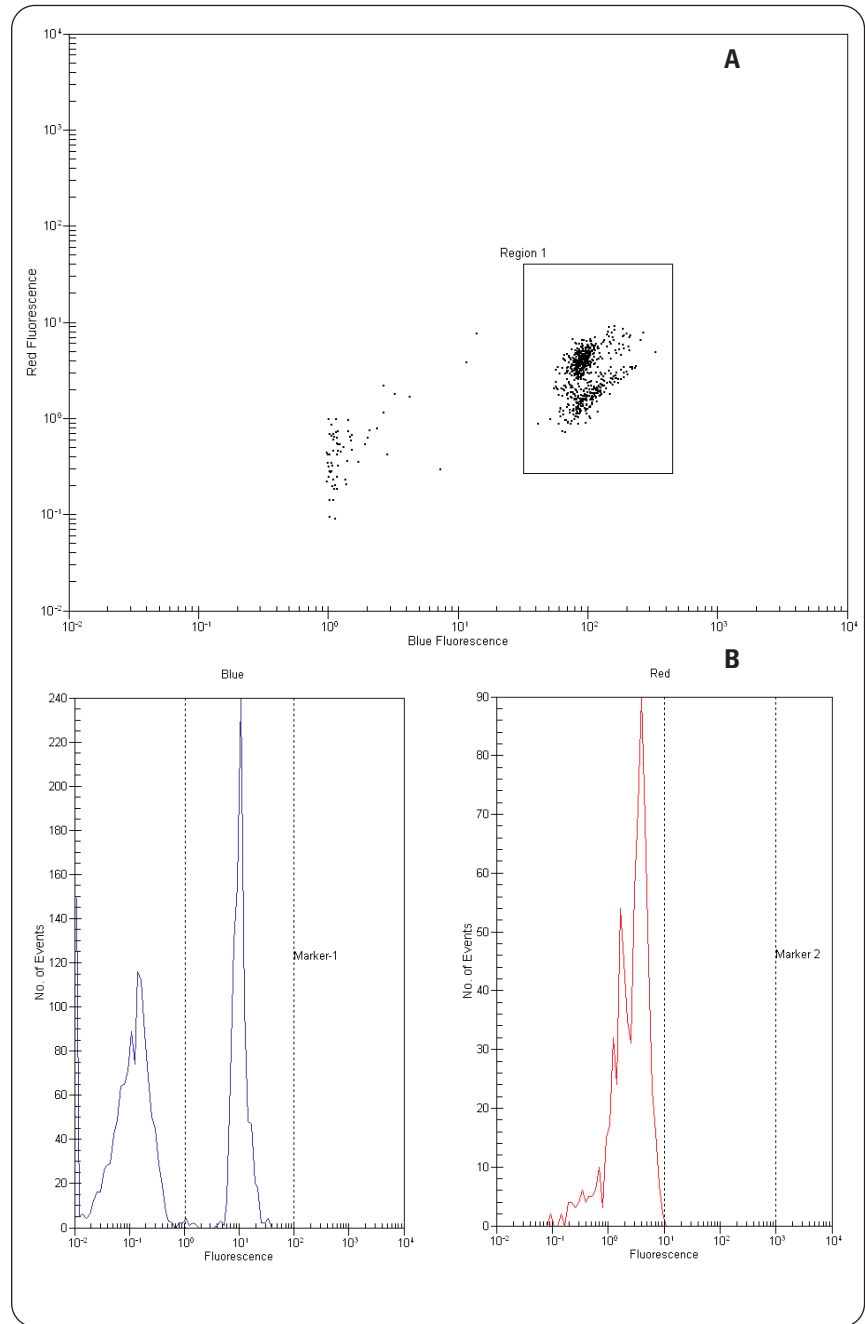 A
10⁴
10³
10²
10¹
10⁰
10⁻¹
10⁻²
Red Fluorescence
Region 1
10⁻² 10⁻¹ 10⁰ 10¹ 10² 10³ 10⁴
Blue Fluorescence
B
Blue
240
220
200
180
160
140
120
100
80
60
40
20
0
No. of Events
Marker-1
10⁻² 10⁻¹ 10⁰ 10¹ 10² 10³ 10⁴
Fluorescence
Red
90
80
70
60
50
40
30
20
10
0
No. of Events
Marker 2
10⁻² 10⁻¹ 10⁰ 10¹ 10² 10³ 10⁴
Fluorescence